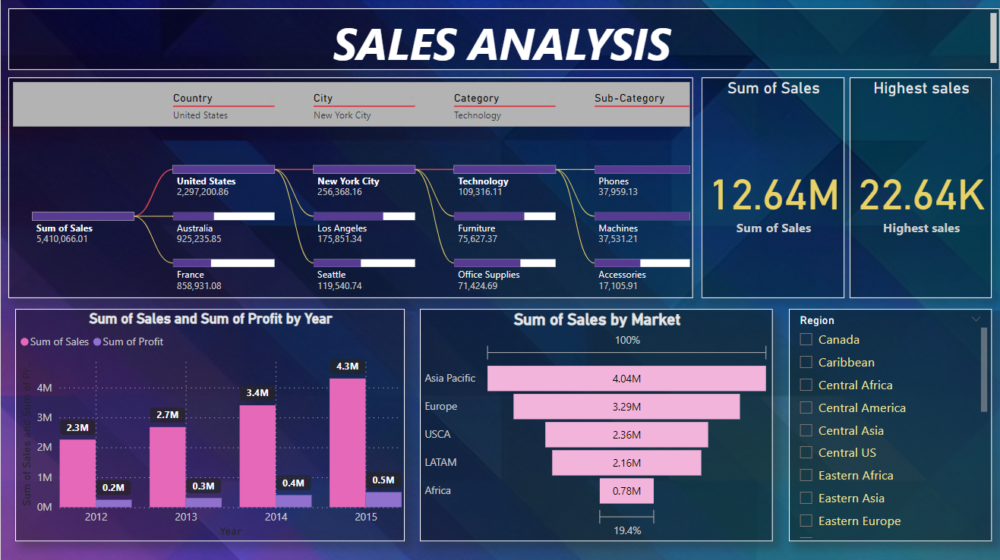 SALES ANALYSIS
Country
United States
City
New York City
Category
Technology
Sub-Category
Sum of Sales
5,410,066.01
United States
2,297,200.86
Australia
925,235.85
France
858,931.08
New York City
256,368.16
Los Angeles
175,851.34
Seattle
119,540.74
Technology
109,316.11
Furniture
75,627.37
Office Supplies
71,424.69
Phones
37,959.13
Machines
37,531.21
Accessories
17,105.91
Sum of Sales
12.64M
Sum of Sales
Highest sales
22.64K
Highest sales
Sum of Sales and Sum of Profit by Year
Sum of Sales
Sum of Profit
Sum of Sales and Sum of Pr...
4M
3M
2M
1M
0M
2.3M
0.2M
2.7M
0.3M
3.4M
0.4M
4.3M
0.5M
2012
2013
2014
2015
Year
Sum of Sales by Market
100%
Asia Pacific
4.04M
Europe
3.29M
USCA
2.36M
LATAM
2.16M
Africa
0.78M
19.4%
Region
Canada
Caribbean
Central Africa
Central America
Central Asia
Central US
Eastern Africa
Eastern Asia
Eastern Europe